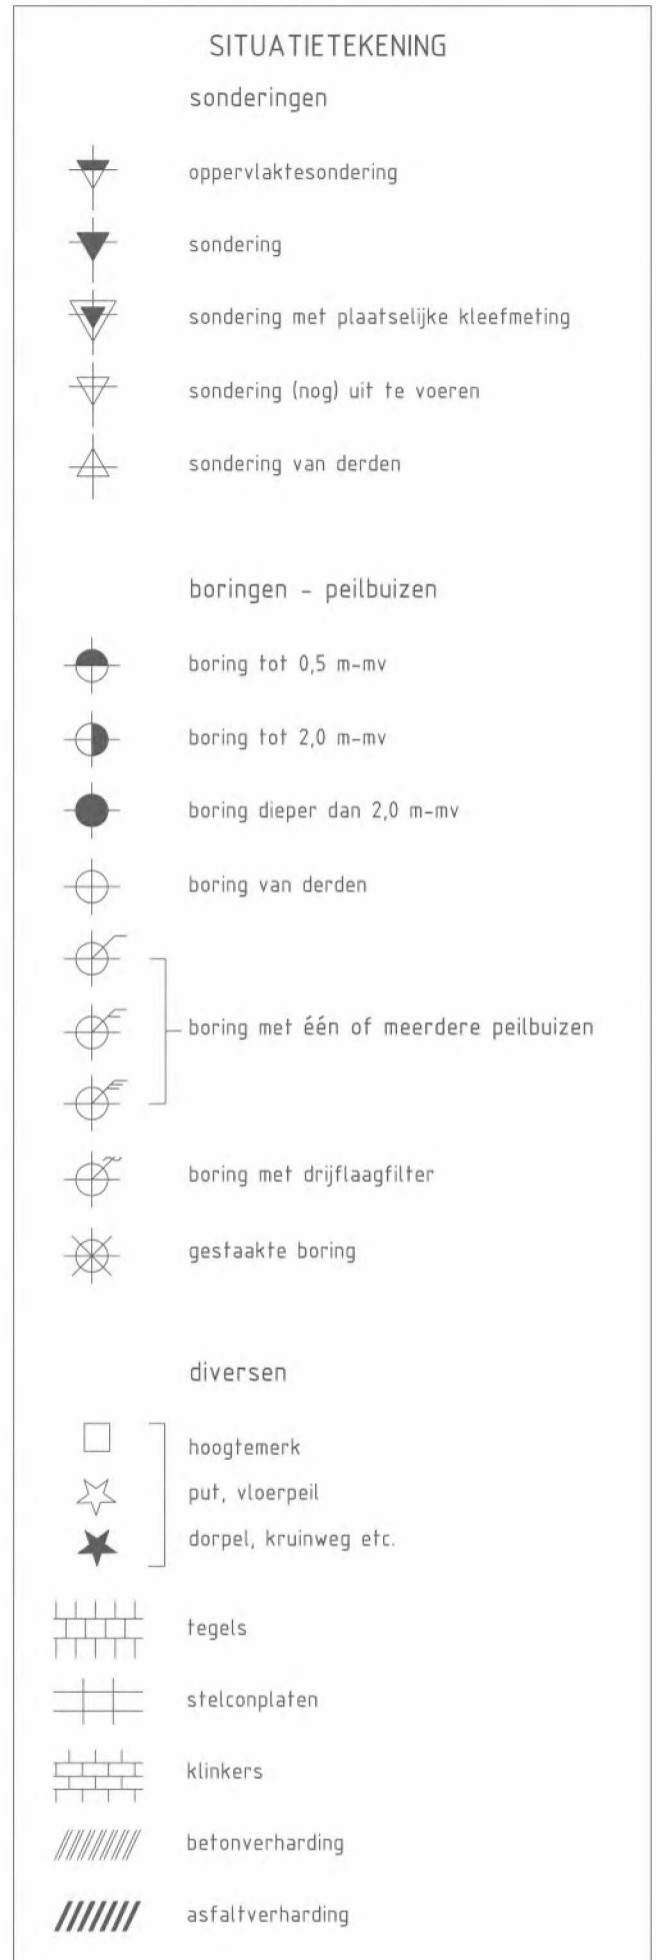 SITUATIETEKENING
sonderingen
oppervlaktesondering
sondering
sondering met plaatselijke kleefmeting
sondering (nog) uit te voeren
sondering van derden
boringen - peilbuizen
boring tot 0,5 m-mv
boring tot 2,0 m-mv
boring dieper dan 2,0 m-mv
boring van derden
boring met één of meerdere peilbuizen
boring met drijflaagfilter
gestaakte boring
diversen
hoogtemerk
put, vloerpeil
dorpel, kruinweg etc.
tegels
stelconplaten
klinkers
betonverharding
asfaltverharding